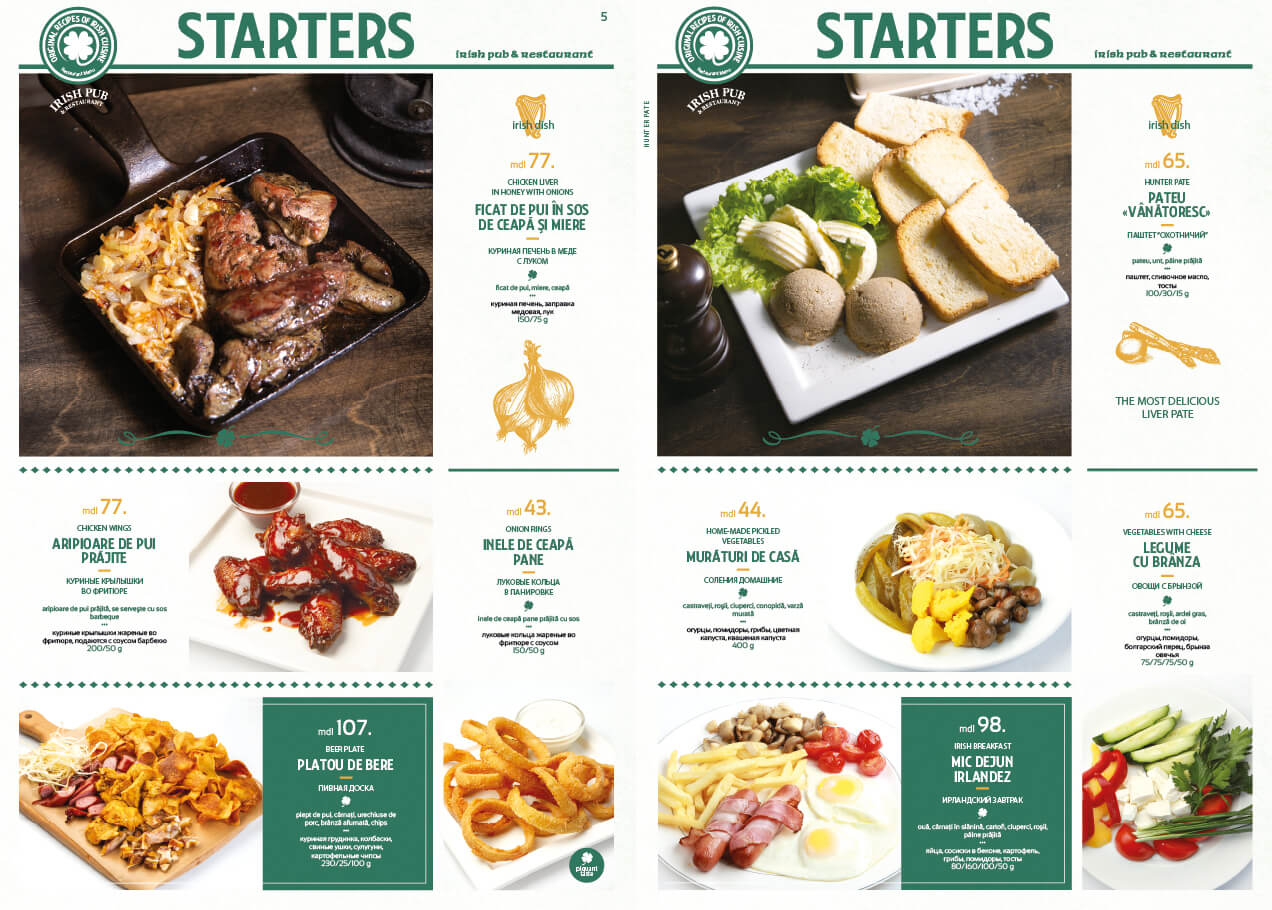 ORIGINAL RECIPES OF IRISH CUISINE
Restaurant Menu
STARTERS
5
irish pub & restaurant
IRISH PUB
& RESTAURANT
irish dish
mdl 77.
CHICKEN LIVER
IN HONEY WITH ONIONS
FICAT DE PUI ÎN SOS
DE CEAPĂ ȘI MIERE
КУРИНАЯ ПЕЧЕНЬ В МЕДЕ
С ЛУКОМ
ficat de pui, miere, ceapă
***
куриная печень, заправка
медовая, лук
150/75 g
mdl 77.
CHICKEN WINGS
ARIPIOARE DE PUI
PRĂJITE
КУРИНЫЕ КРЫЛЫШКИ
ВО ФРИТЮРЕ
aripioare de pui prăjită, se servește cu sos
barbeque
***
куриные крылышки жареные во
фритюре, подаются с соусом барбекю
200/50 g
mdl 43.
ONION RINGS
INELE DE CEAPĂ
PANE
ЛУКОВЫЕ КОЛЬЦА
В ПАНИРОВКЕ
inele de ceapă pane prăjită cu sos
***
луковые кольца жареные во
фритюре с соусом
150/50 g
mdl 107.
BEER PLATE
PLATOU DE BERE
ПИВНАЯ ДОСКА
piept de pui, cârnați, urechiuse de
porc, brânză afumată, chips
***
куриная грудинка, колбаски,
свиные ушки, сулугуни,
картофельные чипсы
230/25/100 g
piquant
ORIGINAL RECIPES OF IRISH CUISINE
Restaurant Menu
STARTERS
irish pub & restaurant
HUNTER PATE
IRISH PUB
& RESTAURANT
irish dish
mdl 65.
HUNTER PATE
PATEU
«VÂNĂTORESC»
ПАШТЕТ "ОХОТНИЧИЙ"
pateu, unt, pâine prăjită
***
паштет, сливочное масло,
тосты
100/30/15 g
THE MOST DELICIOUS
LIVER PATE
mdl 44.
HOME-MADE PICKLED
VEGETABLES
MURĂTURI DE CASĂ
СОЛЕНИЯ ДОМАШНИЕ
castraveți, roșii, ciuperci, conopidă, varză
murată
***
огурцы, помидоры, грибы, цветная
капуста, квашеная капуста
400 g
mdl 65.
VEGETABLES WITH CHEESE
LEGUME
CU BRANZA
ОВОЩИ С БРЫНЗОЙ
castraveți, roșii, ardei gras,
brânză de oi
***
огурцы, помидоры,
болгарский перец, брынза
овечья
75/75/75/50 g
mdl 98.
IRISH BREAKFAST
MIC DEJUN
IRLANDEZ
ИРЛАНДСКИЙ ЗАВТРАК
ouă, cârnați în slănină, cartofi, ciuperci, roșii,
pâine prăjită
***
яйца, сосиски в беконе, картофель,
грибы, помидоры, тосты
80/160/100/50 g